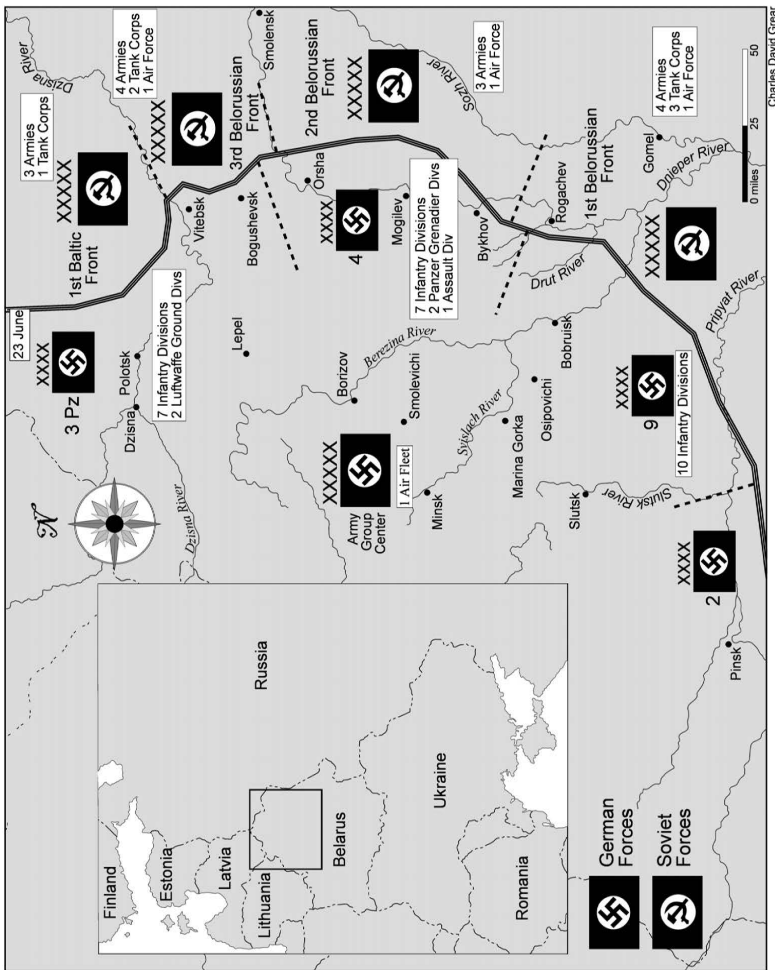 Finland
Estonia
Latvia
Lithuania
Belarus
Russia
Ukraine
Romania
German
Forces
Soviet
Forces
N
23 June
XXXX
3 Pz
Dzisna River
Dzisna
Polotsk
7 Infantry Divisions
2 Luftwaffe Ground Divs
1st Baltic
Front
XXXXX
3 Armies
1 Tank Corps
Dzisna
River
4 Armies
2 Tank Corps
1 Air Force
XXXXX
3rd Belorussian
Front
Smolensk
Vitebsk
Bogushevsk
Lepel
Orsha
2nd Belorussian
Front
XXXXX
Sozh River
3 Armies
1 Air Force
XXXX
4
Mogilev
7 Infantry Divisions
2 Panzer Grenadier Divs
1 Assault Div
Borizov
Berezina River
Smolevichi
XXXXX
Army
Group
Center
1 Air Fleet
Minsk
Svislach River
Marina Gorka
Osipovichi
Bykhov
Rogachev
Drut River
Bobruisk
1st Belorussian
Front
XXXXX
Gomel
Dnieper River
4 Armies
3 Tank Corps
1 Air Force
Slutsk
Slutsk River
XXXX
9
10 Infantry Divisions
Pripyat River
XXXX
2
Pinsk
0 miles
25
50
Charles David Grear